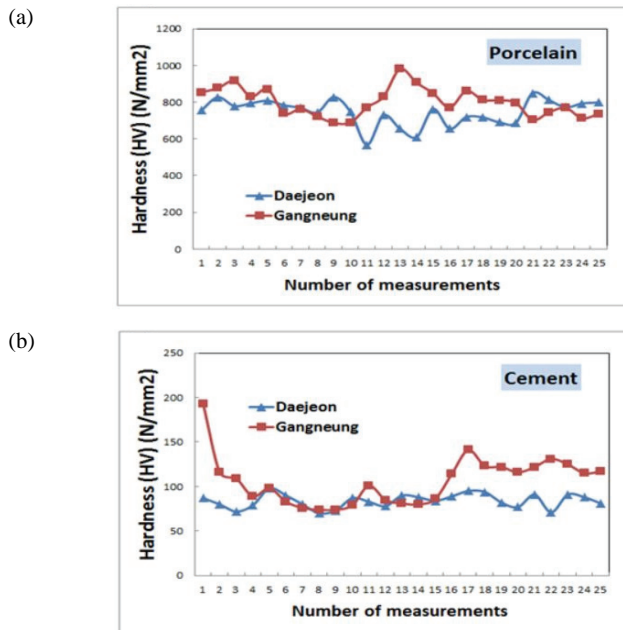 (a)
Porcelain
Hardness (HV) (N/mm2)
1200
1000
800
600
400
200
0
Daejeon
Gangneung
1 2 3 4 5 6 7 8 9 10 11 12 13 14 15 16 17 18 19 20 21 22 23 24 25
Number of measurements
(b)
Cement
Hardness (HV) (N/mm2)
250
200
150
100
50
0
Daejeon
Gangneung
1 2 3 4 5 6 7 8 9 10 11 12 13 14 15 16 17 18 19 20 21 22 23 24 25
Number of measurements